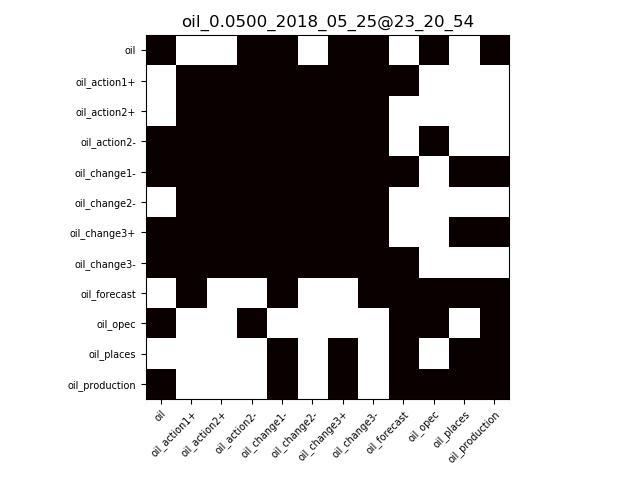 oil_0.0500_2018_05_25@23_20_54
oil
oil_action1+
oil_action2+
oil_action2-
oil_change1-
oil_change2-
oil_change3+
oil_change3-
oil_forecast
oil_opec
oil_places
oil_production
oil
oil_action1+
oil_action2+
oil_action2-
oil_change1-
oil_change2-
oil_change3+
oil_change3-
oil_forecast
oil_opec
oil_places
oil_production